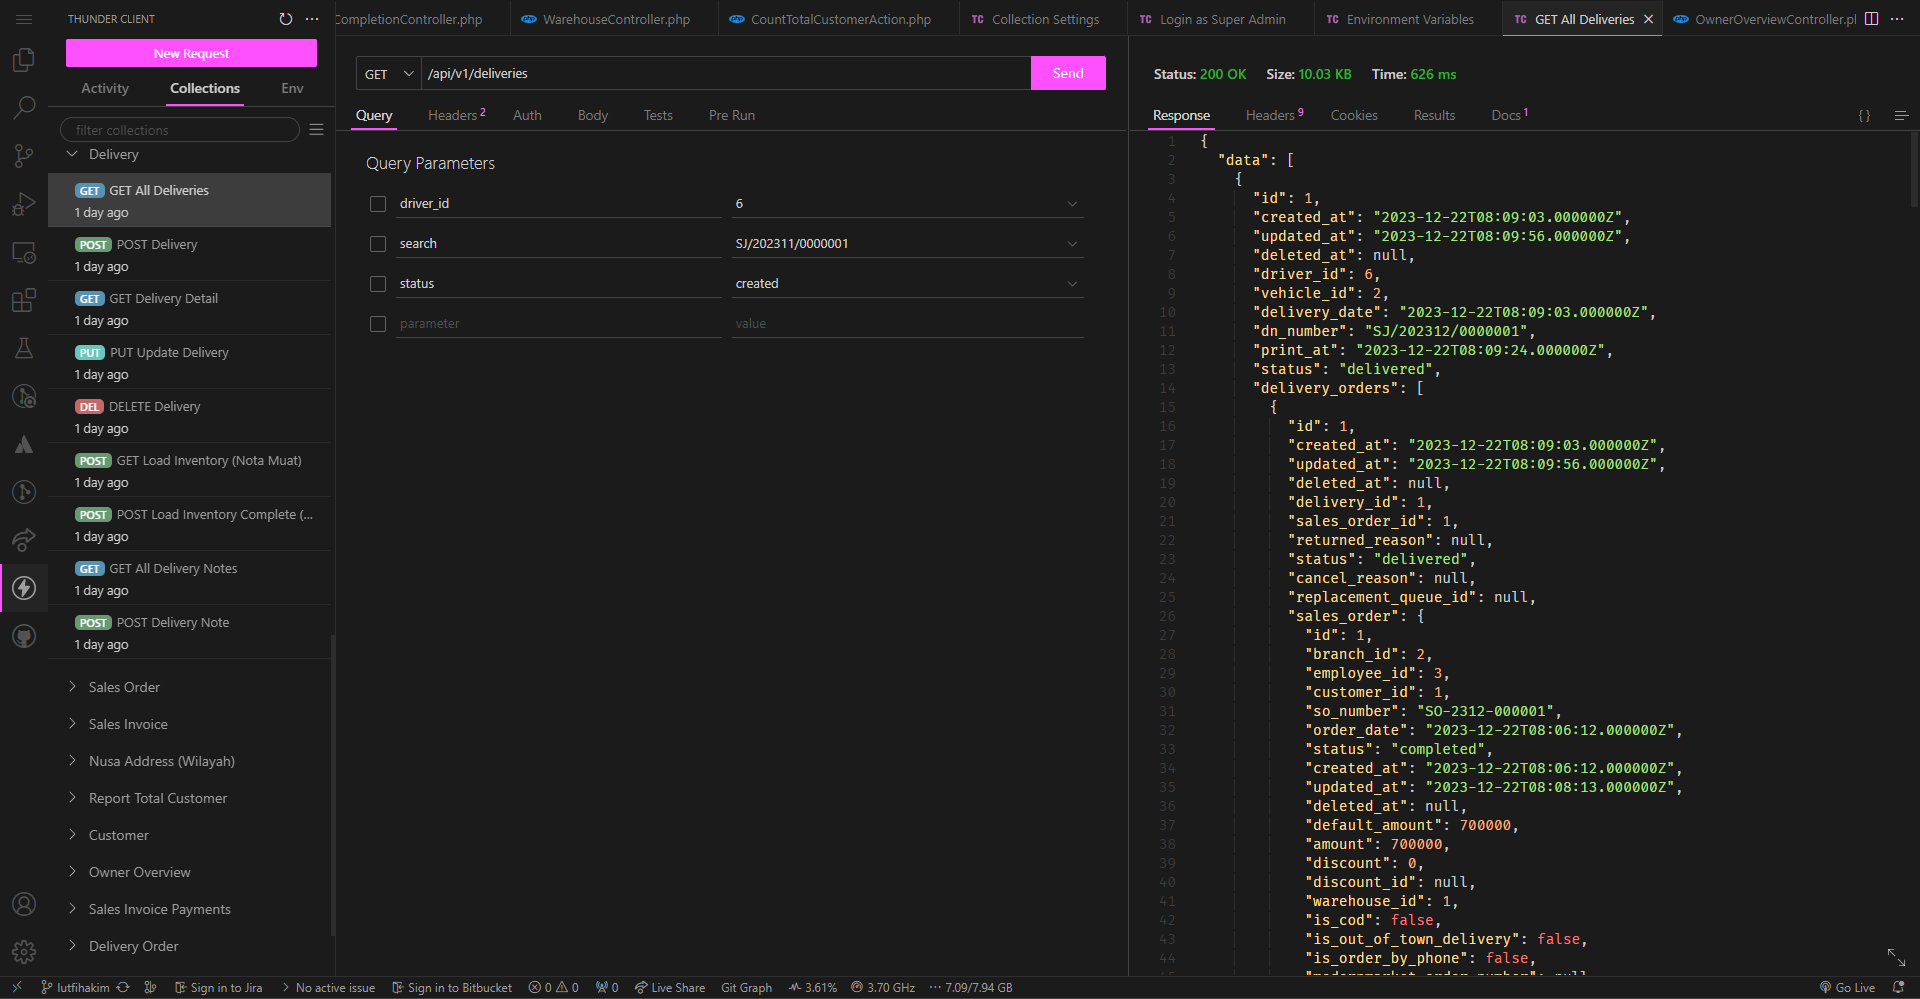 THUNDER CLIENT
New Request
Activity Collections Env
filter collections
Delivery
GET GET All Deliveries
1 day ago
POST POST Delivery
1 day ago
GET GET Delivery Detail
1 day ago
PUT PUT Update Delivery
1 day ago
DEL DELETE Delivery
1 day ago
POST GET Load Inventory (Nota Muat)
1 day ago
POST POST Load Inventory Complete (...
1 day ago
GET GET All Delivery Notes
1 day ago
POST POST Delivery Note
1 day ago
Sales Order
Sales Invoice
Nusa Address (Wilayah)
Report Total Customer
Customer
Owner Overview
Sales Invoice Payments
Delivery Order
CompletionController.php php WarehouseController.php php CountTotalCustomerAction.php TC Collection Settings TC Login as Super Admin TC Environment Variables TC GET All Deliveries php OwnerOverviewController.pl
GET /api/v1/deliveries Send
Query Headers 2 Auth Body Tests Pre Run
Query Parameters
driver_id 6
search SJ/202311/0000001
status created
parameter value
Status: 200 OK Size: 10.03 KB Time: 626 ms
Response Headers 9 Cookies Results Docs 1 {}
1 {
2 "data": [
3 {
4 "id": 1,
5 "created_at": "2023-12-22T08:09:03.000000Z",
6 "updated_at": "2023-12-22T08:09:56.000000Z",
7 "deleted_at": null,
8 "driver_id": 6,
9 "vehicle_id": 2,
10 "delivery_date": "2023-12-22T08:09:03.000000Z",
11 "dn_number": "SJ/202312/0000001",
12 "print_at": "2023-12-22T08:09:24.000000Z",
13 "status": "delivered",
14 "delivery_orders": [
15 {
16 "id": 1,
17 "created_at": "2023-12-22T08:09:03.000000Z",
18 "updated_at": "2023-12-22T08:09:56.000000Z",
19 "deleted_at": null,
20 "delivery_id": 1,
21 "sales_order_id": 1,
22 "returned_reason": null,
23 "status": "delivered",
24 "cancel_reason": null,
25 "replacement_queue_id": null,
26 "sales_order": {
27 "id": 1,
28 "branch_id": 2,
29 "employee_id": 3,
30 "customer_id": 1,
31 "so_number": "SO-2312-000001",
32 "order_date": "2023-12-22T08:06:12.000000Z",
33 "status": "completed",
34 "created_at": "2023-12-22T08:06:12.000000Z",
35 "updated_at": "2023-12-22T08:08:13.000000Z",
36 "deleted_at": null,
37 "default_amount": 700000,
38 "amount": 700000,
39 "discount": 0,
40 "discount_id": null,
41 "warehouse_id": 1,
42 "is_cod": false,
43 "is_out_of_town_delivery": false,
44 "is_order_by_phone": false,
lutfihakim Sign in to Jira No active issue Sign in to Bitbucket 0 0 0 Live Share Git Graph 3.61% 3.70 GHz 7.09/7.94 GB Go Live